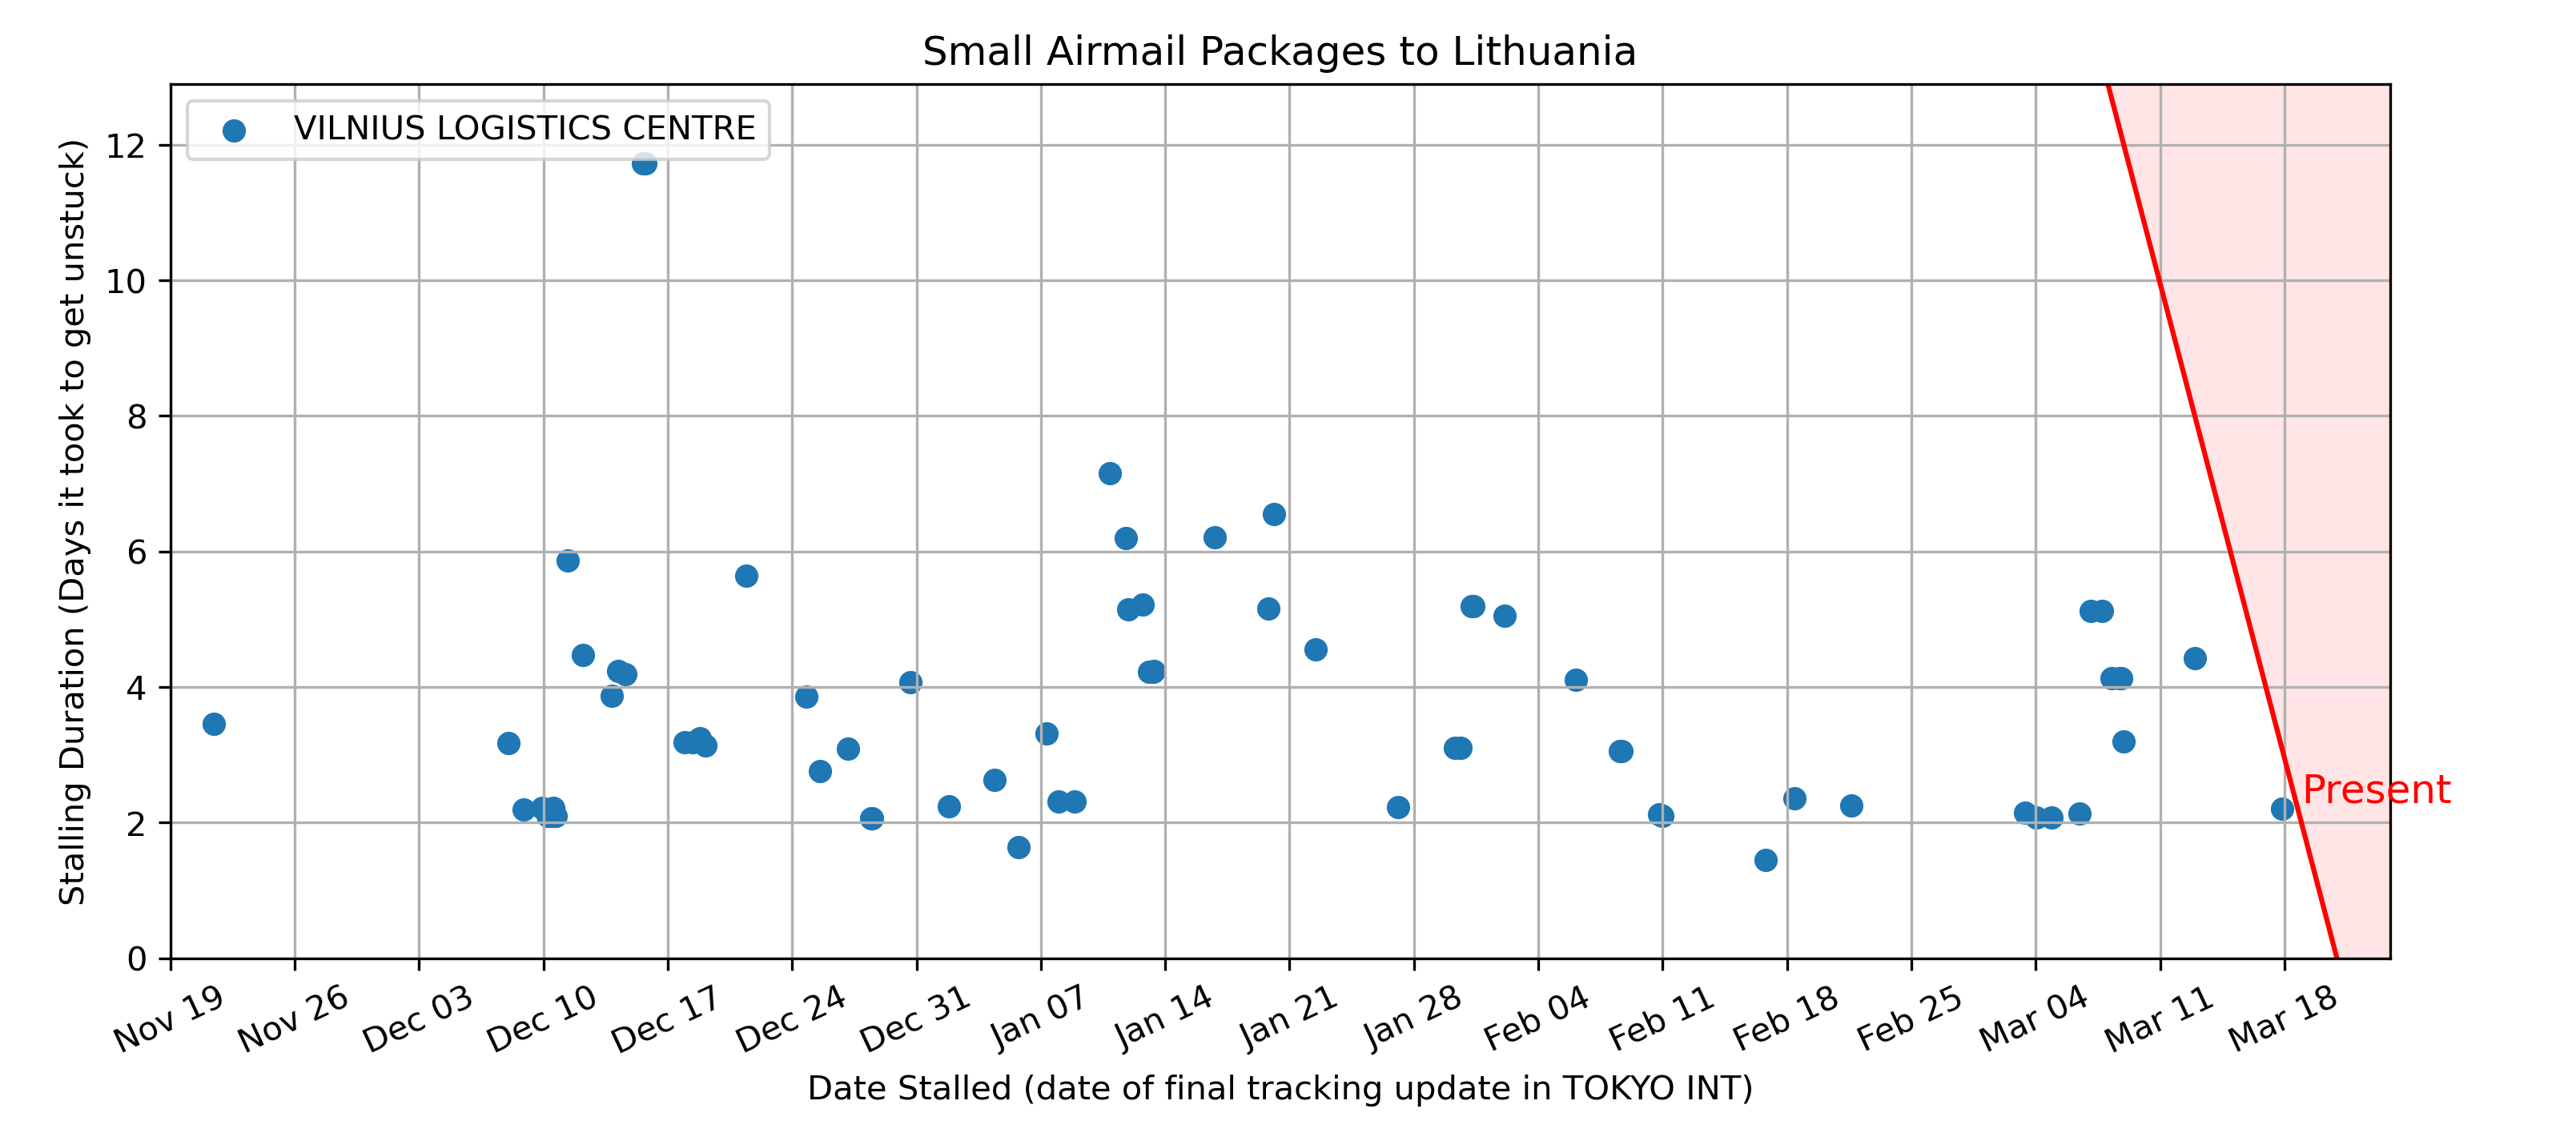 Small Airmail Packages to Lithuania
VILNIUS LOGISTICS CENTRE
Stalling Duration (Days it took to get unstuck)
12
10
8
6
4
2
0
Present
Nov 19 Nov 26 Dec 03 Dec 10 Dec 17 Dec 24 Dec 31 Jan 07 Jan 14 Jan 21 Jan 28 Feb 04 Feb 11 Feb 18 Feb 25 Mar 04 Mar 11 Mar 18
Date Stalled (date of final tracking update in TOKYO INT)